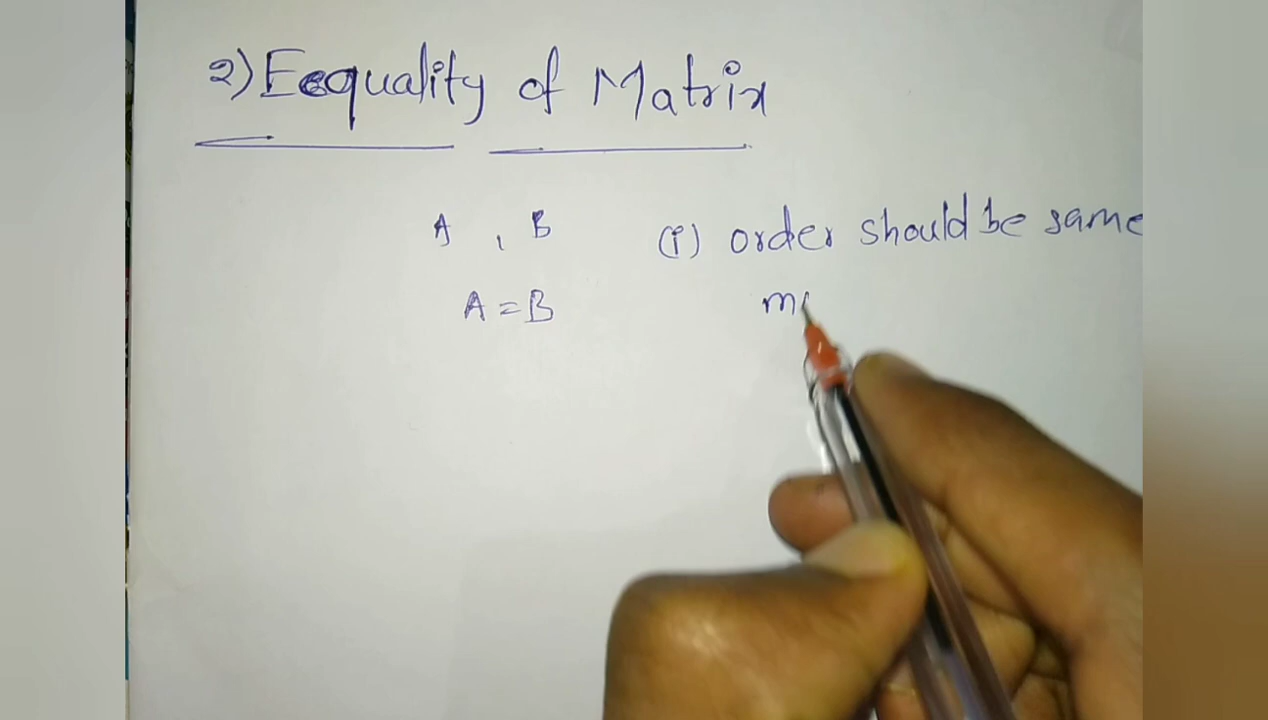 2) Eequality of Matrix
A , B (i) order should be same
A = B m